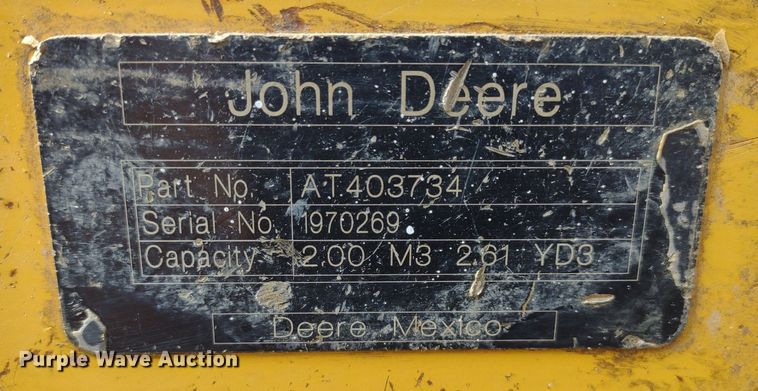 John Deere
Part No. AT403734
Serial No. 1970269
Capacity 2.00 M3 2.61 YD3
Deere Mexico
Purple Wave Auction